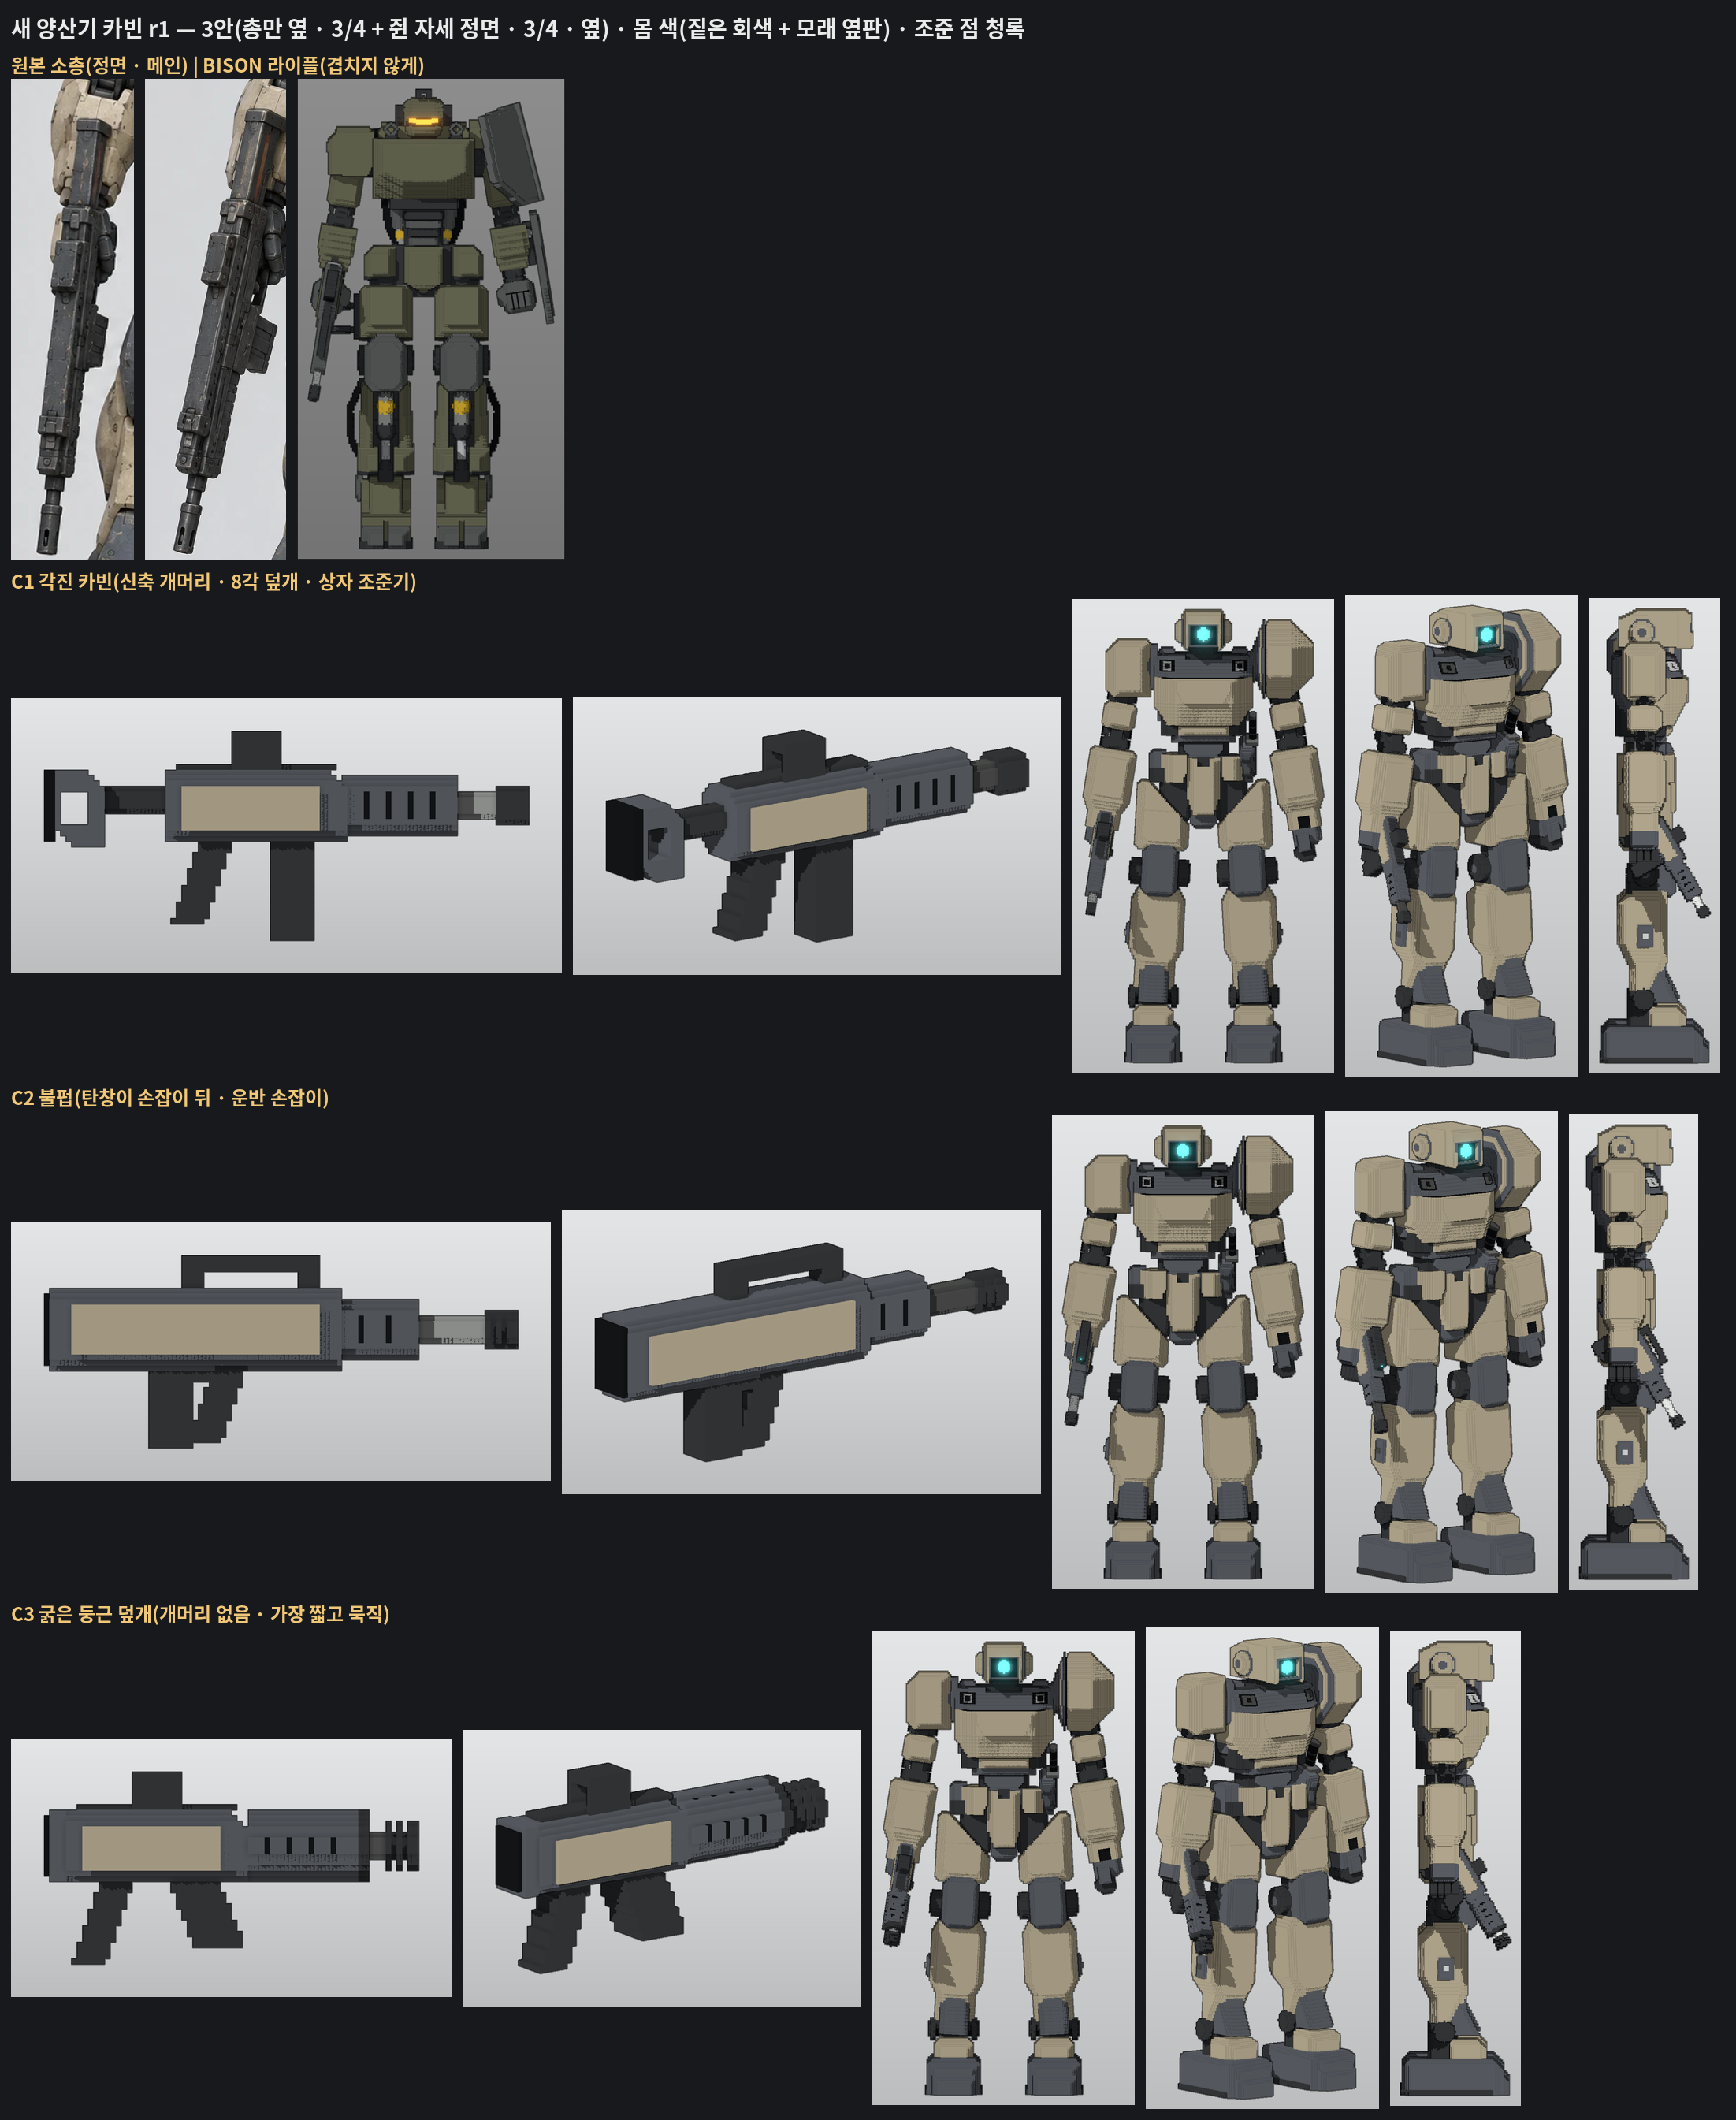 새 양산기 카빈 r1 — 3안(총만 옆 · 3/4 + 쥔 자세 정면 · 3/4 · 옆) · 몸 색(짙은 회색 + 모래 옆판) · 조준 점 청록
원본 소총(정면 · 메인) | BISON 라이플(겹치지 않게)
C1 각진 카빈(신축 개머리 · 8각 덮개 · 상자 조준기)
C2 불펍(탄창이 손잡이 뒤 · 운반 손잡이)
C3 굵은 둥근 덮개(개머리 없음 · 가장 짧고 묵직)